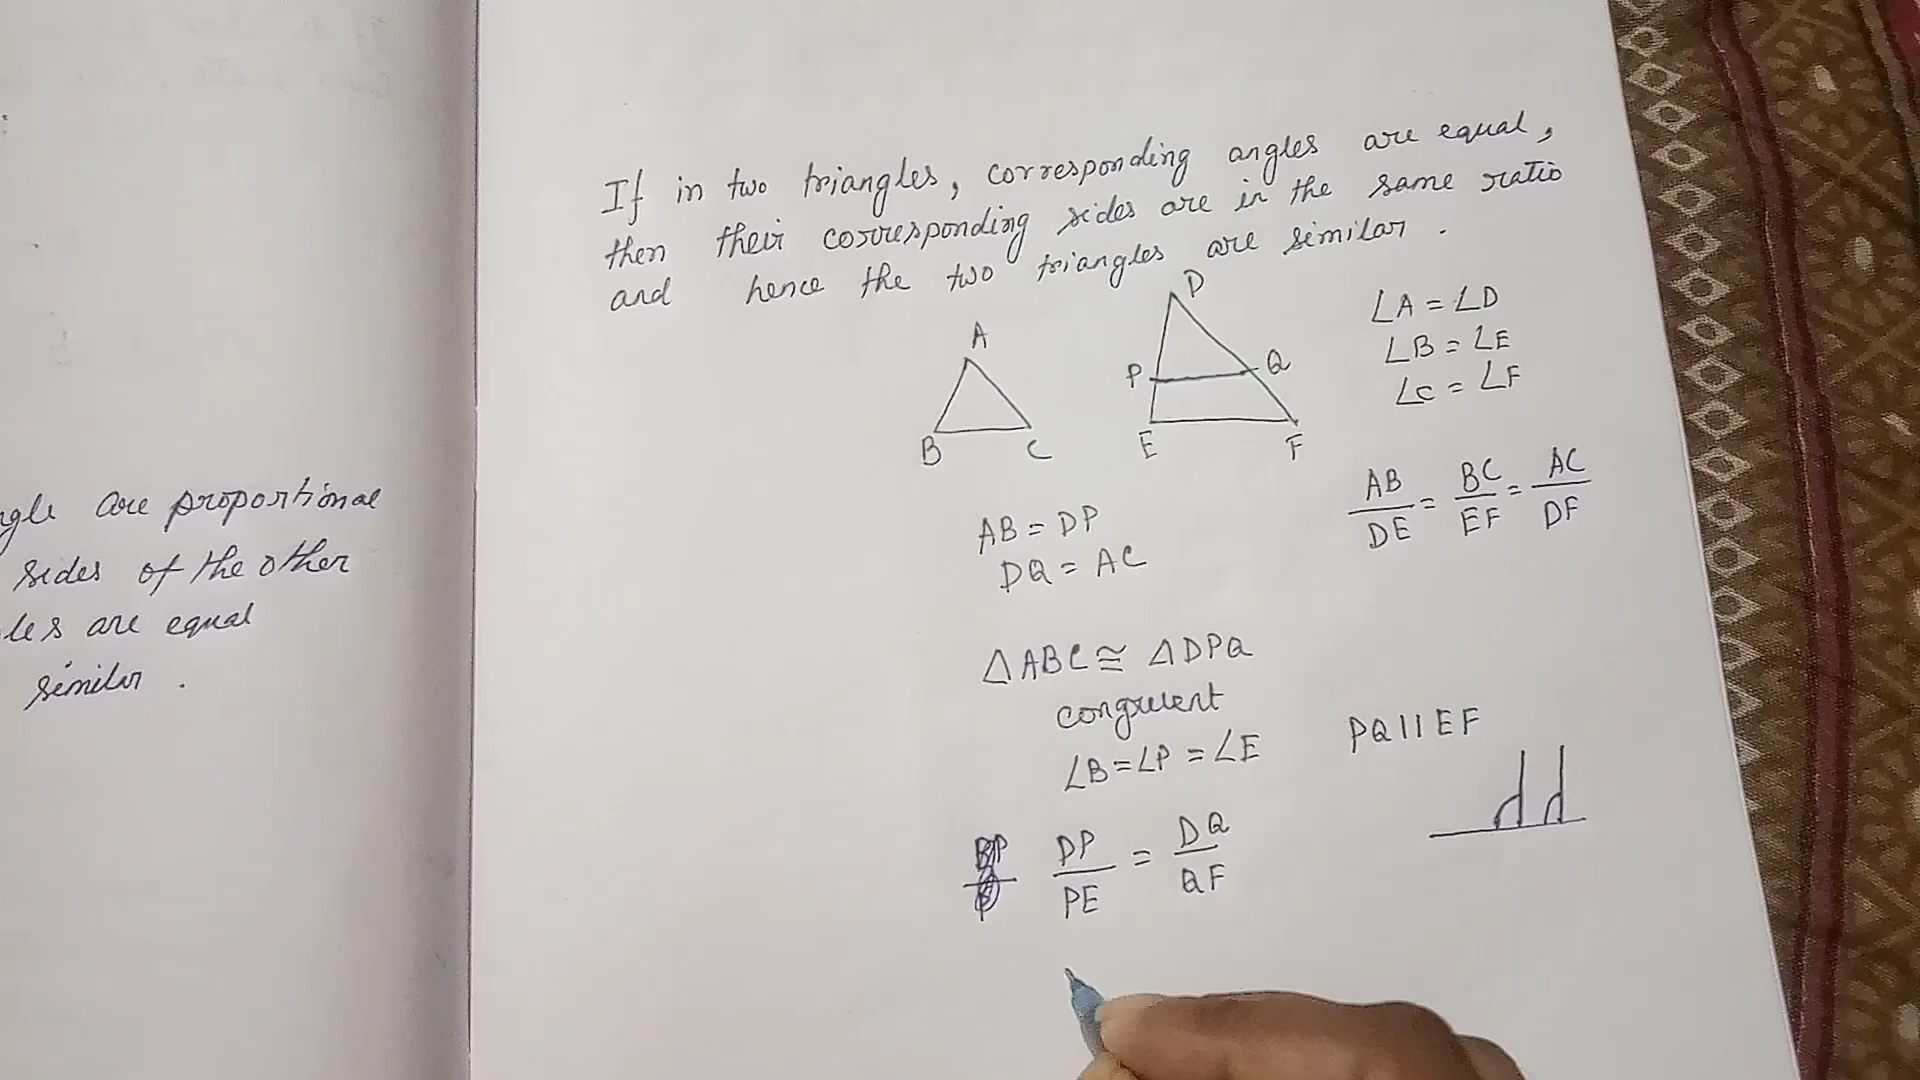 If in two triangles, corresponding angles are equal,
then their corresponding sides are in the same ratio
and hence the two triangles are similar.
A
B
C
D
P
Q
E
F
∠A = ∠D
∠B = ∠E
∠C = ∠F
AB/DE = BC/EF = AC/DF
AB = DP
DQ = AC
△ABC ≅ △DPQ
congruent
∠B = ∠P = ∠E
PQ || EF
DP/PE = DQ/QF
are proportional
sides of the other
are equal
similar .